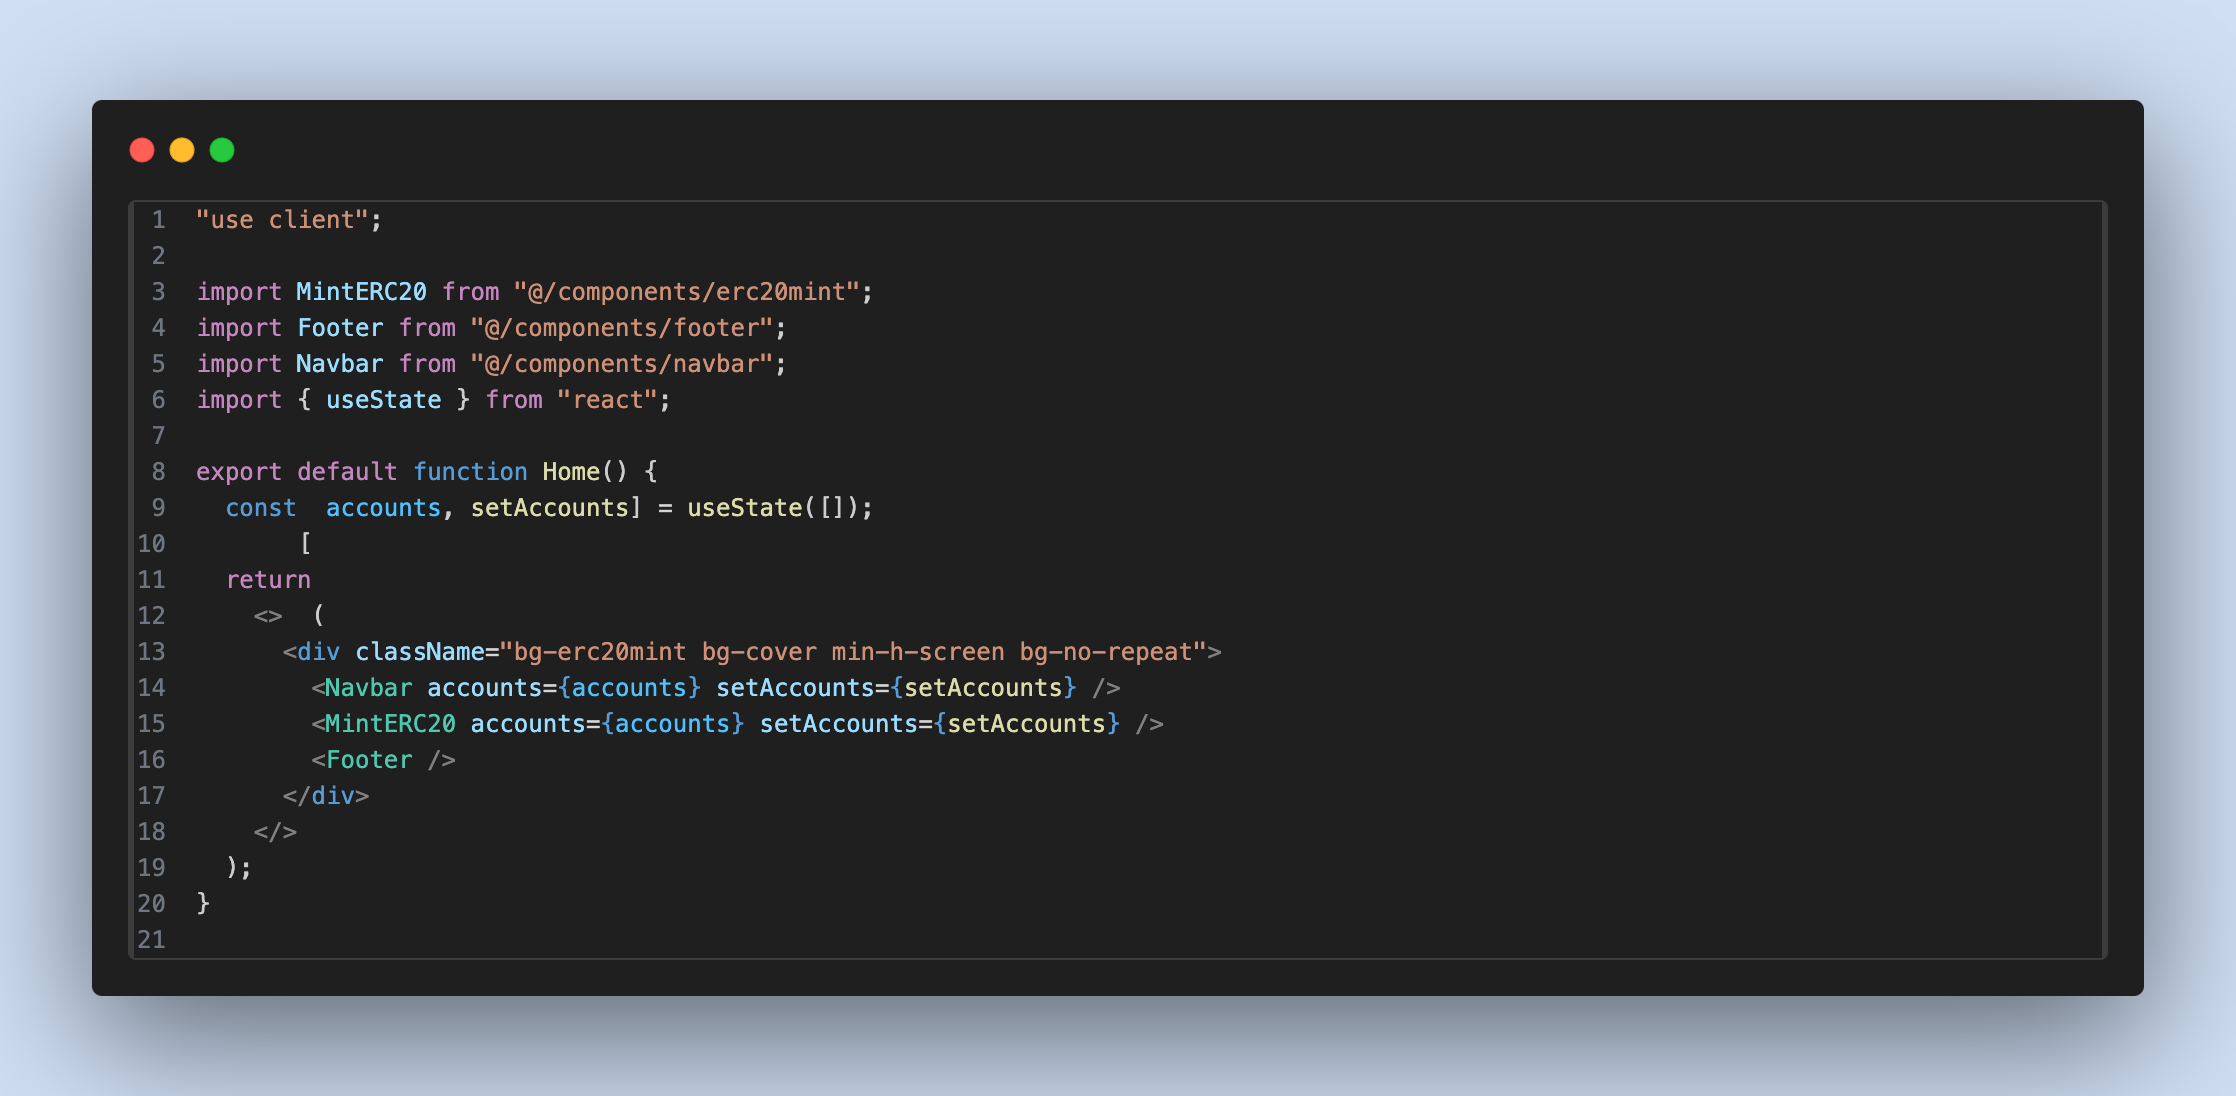 1 "use client";
2
3 import MintERC20 from "@/components/erc20mint";
4 import Footer from "@/components/footer";
5 import Navbar from "@/components/navbar";
6 import { useState } from "react";
7
8 export default function Home() {
9   const  accounts, setAccounts] = useState([]);
10        [
11   return
12     <>  (
13       <div className="bg-erc20mint bg-cover min-h-screen bg-no-repeat">
14         <Navbar accounts={accounts} setAccounts={setAccounts} />
15         <MintERC20 accounts={accounts} setAccounts={setAccounts} />
16         <Footer />
17       </div>
18     </>
19   );
20 }
21